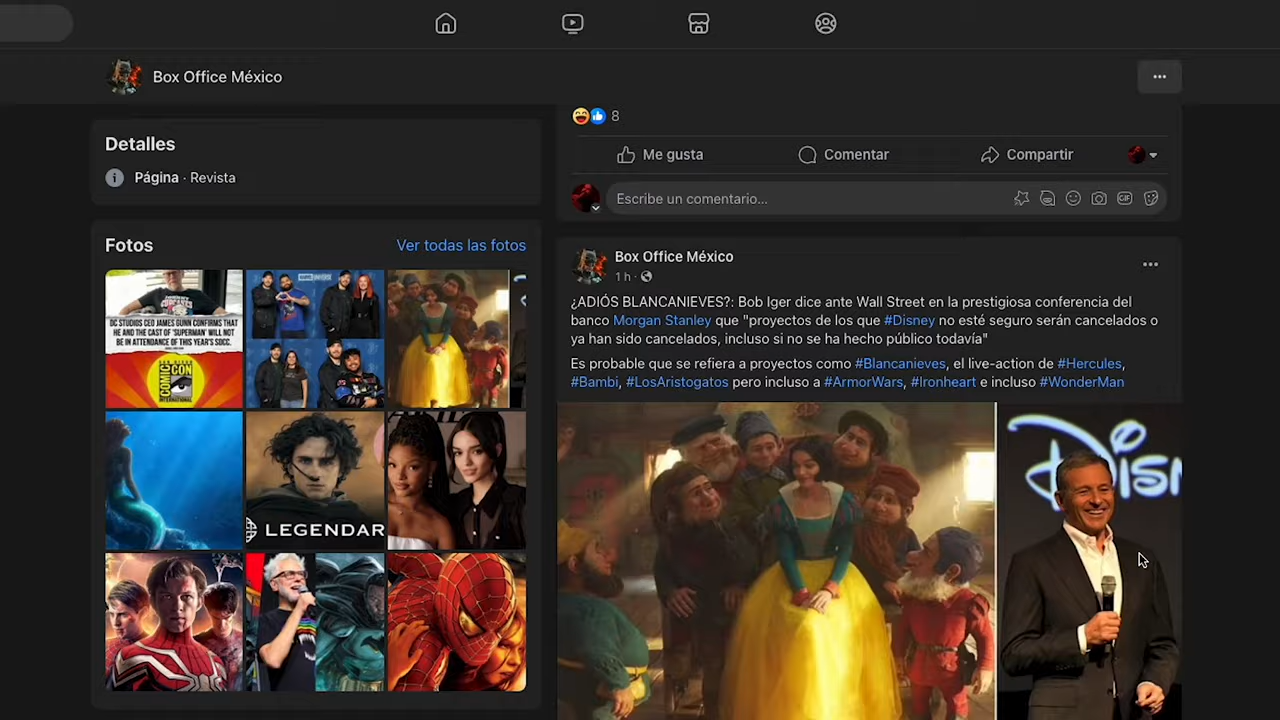 Box Office México
Detalles
Página · Revista
Fotos
Ver todas las fotos
DC STUDIOS CEO JAMES GUNN CONFIRMS THAT
HE AND THE CAST OF 'SUPERMAN' WILL NOT
BE IN ATTENDANCE OF THIS YEAR'S SDCC.
COMIC CON
INTERNATIONAL
LEGENDAR
8
Me gusta
Comentar
Compartir
Escribe un comentario...
GIF
Box Office México
1 h ·
¿ADIÓS BLANCANIEVES?: Bob Iger dice ante Wall Street en la prestigiosa conferencia del
banco Morgan Stanley que "proyectos de los que #Disney no esté seguro serán cancelados o
ya han sido cancelados, incluso si no se ha hecho público todavía"
Es probable que se refiera a proyectos como #Blancanieves, el live-action de #Hercules,
#Bambi, #LosAristogatos pero incluso a #ArmorWars, #Ironheart e incluso #WonderMan
Disn